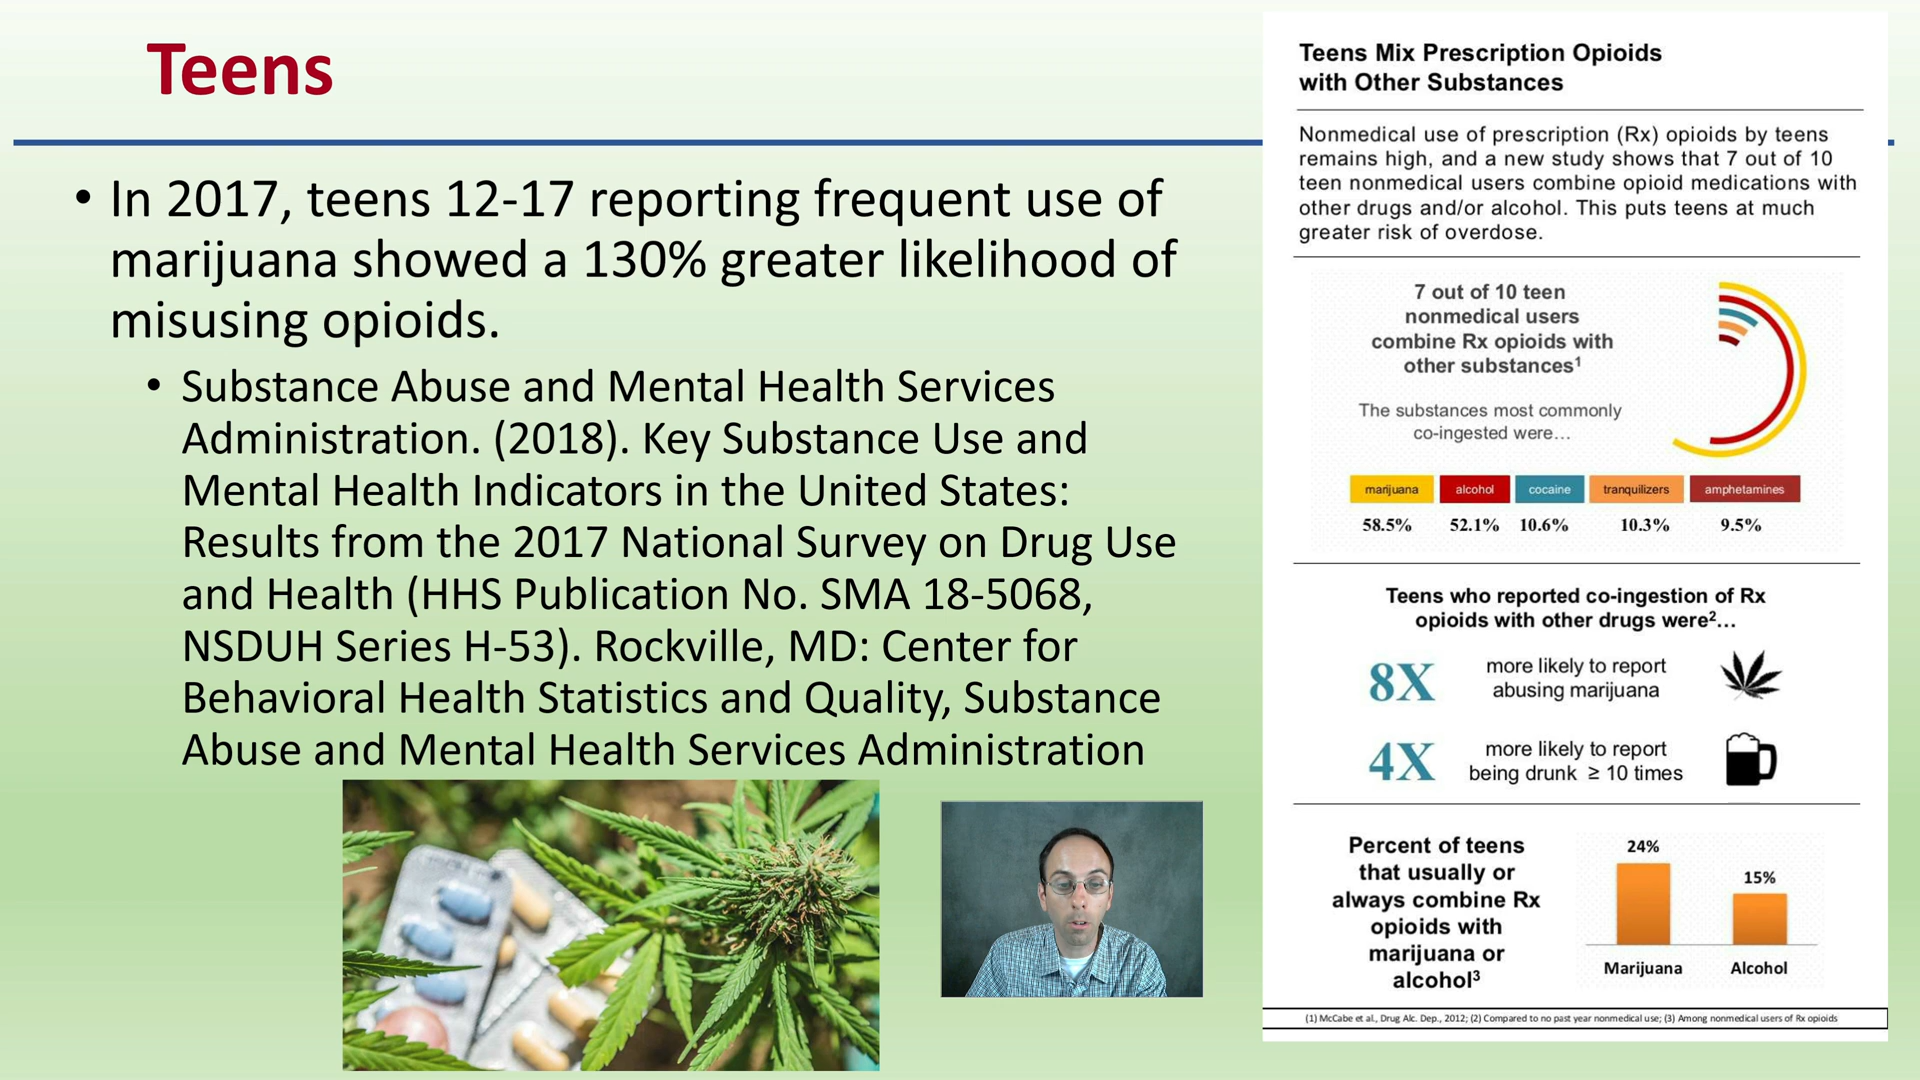 Teens
• In 2017, teens 12-17 reporting frequent use of
marijuana showed a 130% greater likelihood of
misusing opioids.
• Substance Abuse and Mental Health Services
Administration. (2018). Key Substance Use and
Mental Health Indicators in the United States:
Results from the 2017 National Survey on Drug Use
and Health (HHS Publication No. SMA 18-5068,
NSDUH Series H-53). Rockville, MD: Center for
Behavioral Health Statistics and Quality, Substance
Abuse and Mental Health Services Administration
Teens Mix Prescription Opioids
with Other Substances
Nonmedical use of prescription (Rx) opioids by teens
remains high, and a new study shows that 7 out of 10
teen nonmedical users combine opioid medications with
other drugs and/or alcohol. This puts teens at much
greater risk of overdose.
7 out of 10 teen
nonmedical users
combine Rx opioids with
other substances¹
The substances most commonly
co-ingested were...
marijuana alcohol cocaine tranquilizers amphetamines
58.5% 52.1% 10.6% 10.3% 9.5%
Teens who reported co-ingestion of Rx
opioids with other drugs were²...
8X more likely to report
abusing marijuana
4X more likely to report
being drunk ≥ 10 times
Percent of teens
that usually or
always combine Rx
opioids with
marijuana or
alcohol³
24%
15%
Marijuana Alcohol
(1) McCabe et al., Drug Alc. Dep., 2012; (2) Compared to no past year nonmedical use; (3) Among nonmedical users of Rx opioids